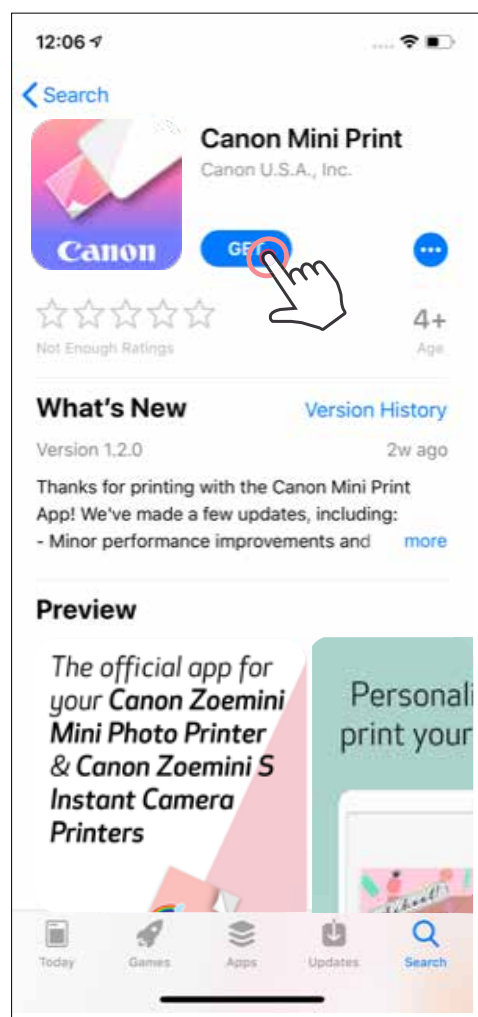 12:06
Search
Canon Mini Print
Canon U.S.A., Inc.
Canon
GET
4+
Not Enough Ratings
Age
What's New
Version History
Version 1.2.0
2w ago
Thanks for printing with the Canon Mini Print
App! We've made a few updates, including:
- Minor performance improvements and more
Preview
The official app for
your Canon Zoemini
Mini Photo Printer
& Canon Zoemini S
Instant Camera
Printers
Personali
print your
School!
Today
Games
Apps
Updates
Search